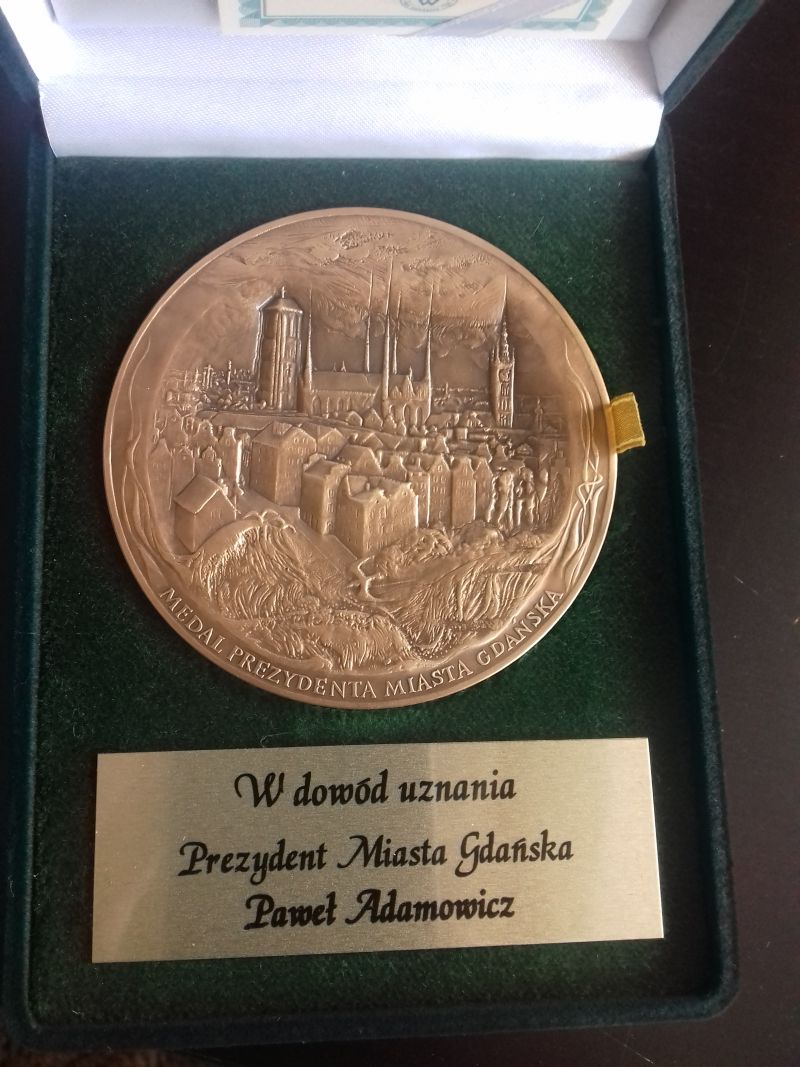 MEDAL PREZYDENTA MIASTA GDAŃSKA
W dowód uznania
Prezydent Miasta Gdańska
Paweł Adamowicz